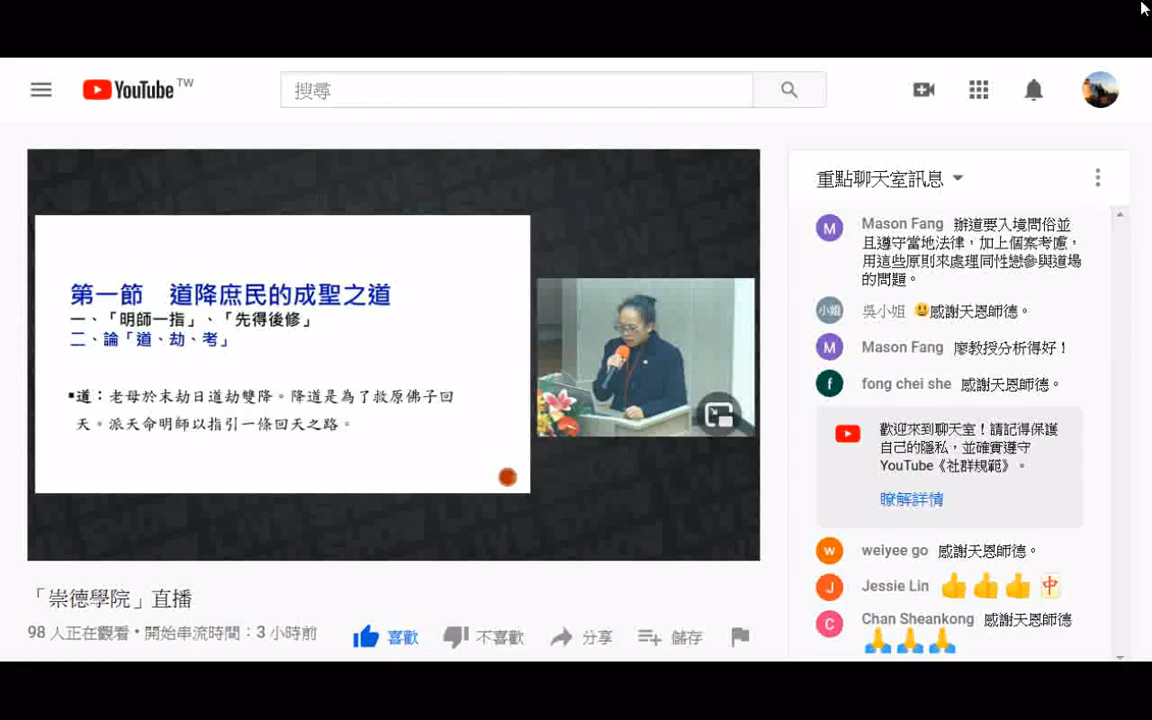 YouTube TW
搜尋
第一節 道降庶民的成聖之道
一、「明師一指」、「先得後修」
二、論「道、劫、考」
▪道：老母於末劫日道劫雙降。降道是為了救原佛子回
天。派天命明師以指引一條回天之路。
「崇德學院」直播
98 人正在觀看 • 開始串流時間：3 小時前
喜歡 不喜歡 分享 儲存
重點聊天室訊息
M Mason Fang 辦道要入境問俗並
且遵守當地法律，加上個案考慮，
用這些原則來處理同性戀參與道場
的問題。
小姐 吳小姐 😃感謝天恩師德。
M Mason Fang 廖教授分析得好！
f fong chei she 感謝天恩師德。
歡迎來到聊天室！請記得保護
自己的隱私，並確實遵守
YouTube《社群規範》。
瞭解詳情
w weiyee go 感謝天恩師德。
J Jessie Lin 👍👍👍🀄
C Chan Sheankong 感謝天恩師德
🙏🙏🙏